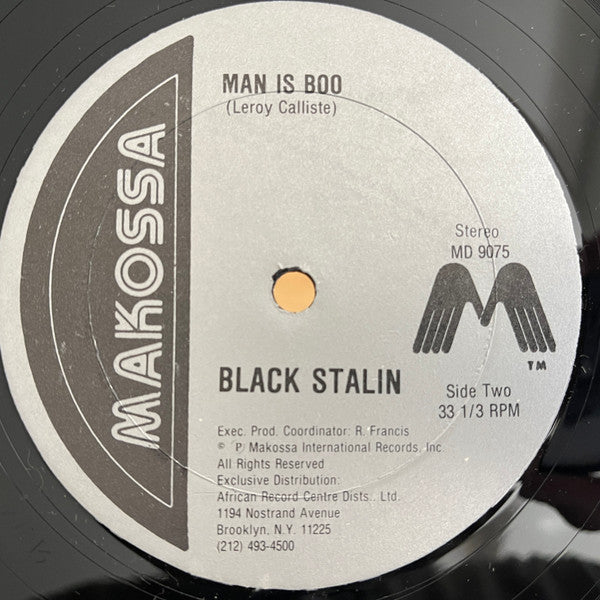 MAKOSSA
MAN IS BOO
(Leroy Calliste)
Stereo
MD 9075
M
TM
BLACK STALIN
Side Two
33 1/3 RPM
Exec. Prod. Coordinator: R. Francis
© ℗ Makossa International Records, Inc.
All Rights Reserved
Exclusive Distribution:
African Record Centre Dists., Ltd.
1194 Nostrand Avenue
Brooklyn, N.Y. 11225
(212) 493-4500